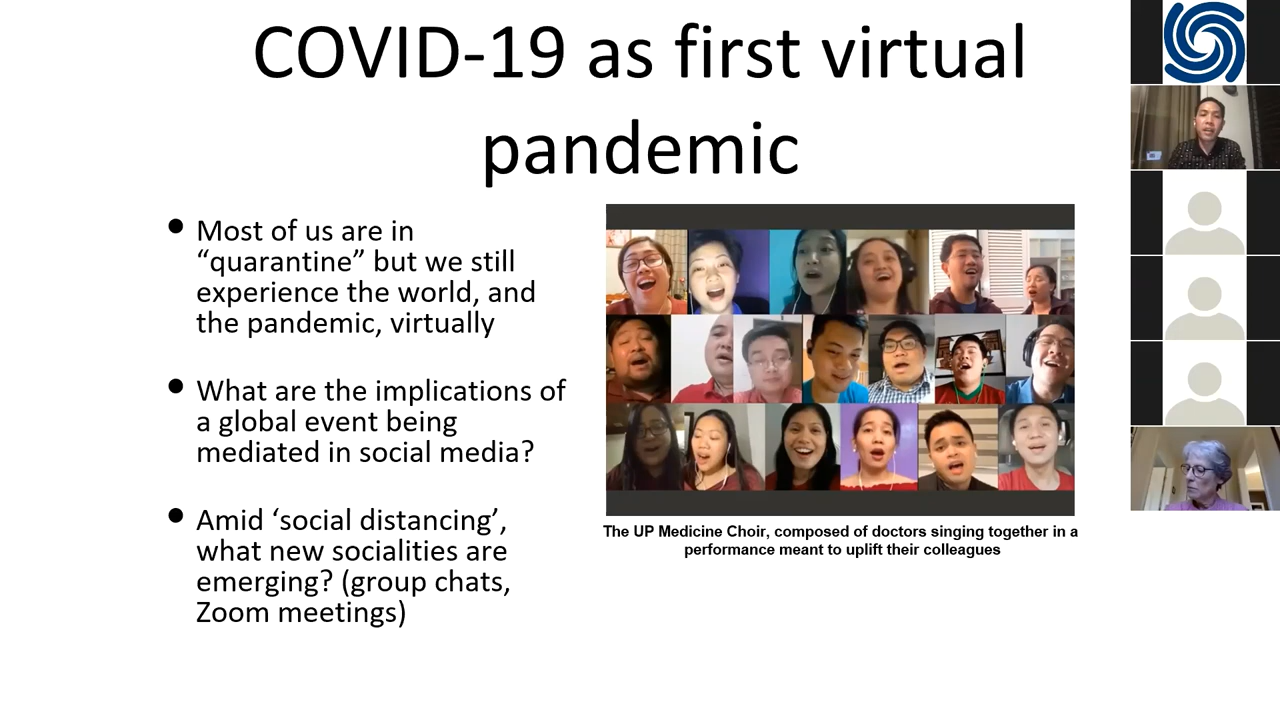 COVID-19 as first virtual
pandemic
• Most of us are in
“quarantine” but we still
experience the world, and
the pandemic, virtually
• What are the implications of
a global event being
mediated in social media?
• Amid ‘social distancing’,
what new socialities are
emerging? (group chats,
Zoom meetings)
The UP Medicine Choir, composed of doctors singing together in a
performance meant to uplift their colleagues